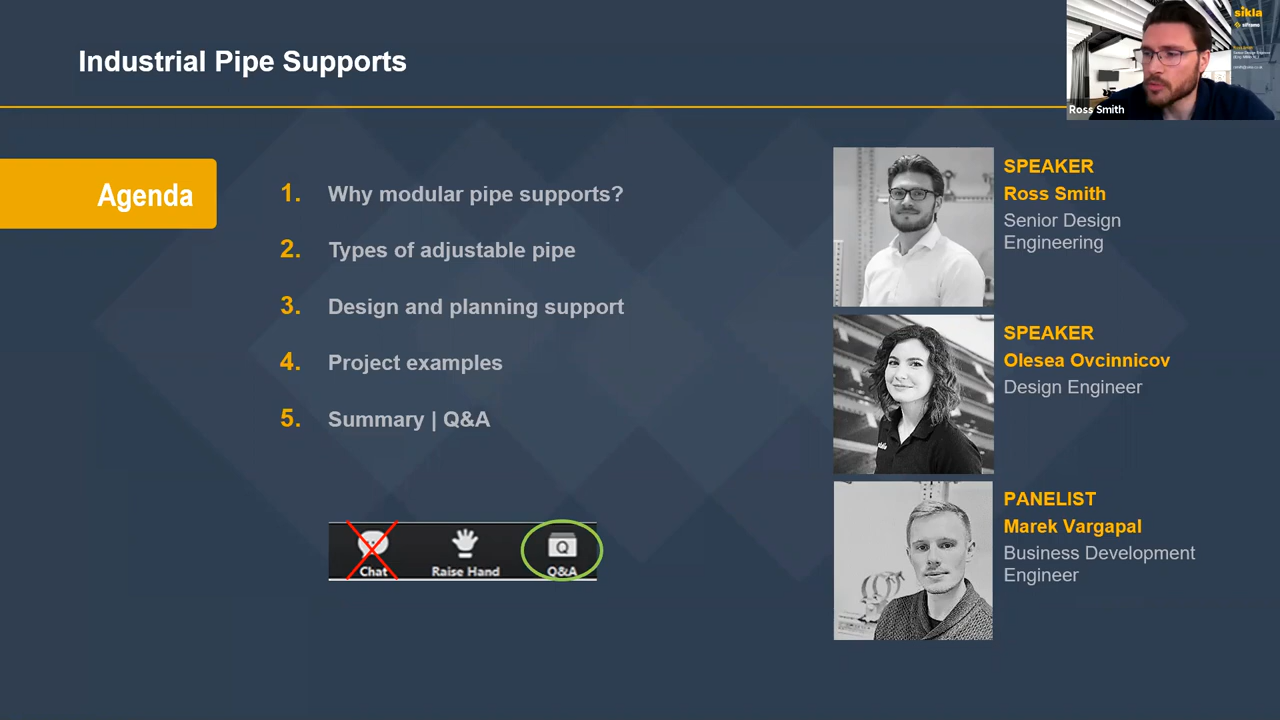 Industrial Pipe Supports
sikla
siframo
Ross Smith
Agenda
1. Why modular pipe supports?
2. Types of adjustable pipe
3. Design and planning support
4. Project examples
5. Summary | Q&A
Chat
Raise Hand
Q
Q&A
SPEAKER
Ross Smith
Senior Design
Engineering
SPEAKER
Olesea Ovcinnicov
Design Engineer
PANELIST
Marek Vargapal
Business Development
Engineer